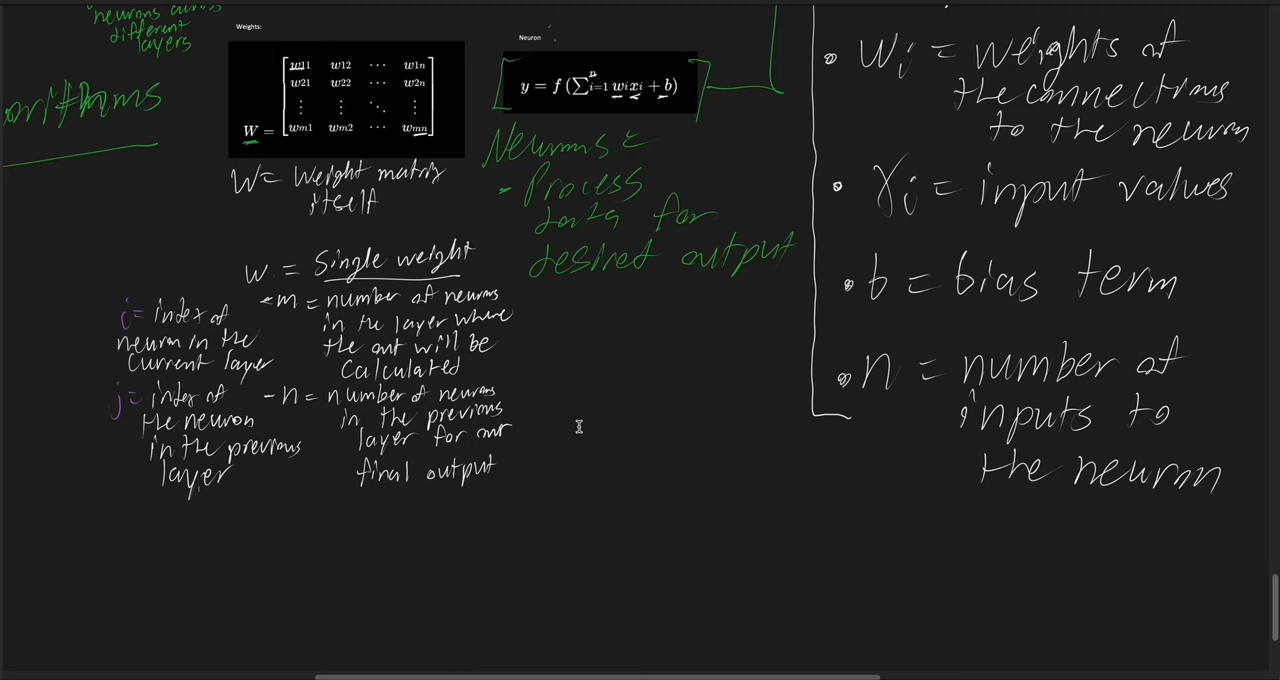 neurons across
different
layers
Weights:
W =
w11 w12 ⋯ w1n
w21 w22 ⋯ w2n
⋮ ⋮ ⋱ ⋮
wm1 wm2 ⋯ wmn
W = Weight matrix
itself
w = Single weight
- m = number of neurons
in the layer where
the out will be
calculated
- n = number of neurons
in the previous
layer for our
final output
i = index of
neuron in the
current layer
j = index of
the neuron
in the previous
layer
Neuron
y = f (∑ⁿi=1 wixi + b)
Neurons =
- Process
data for
desired output
• Wi = weights of
the connections
to the neuron
• Xi = input values
• b = bias term
• n = number of
inputs to
the neuron